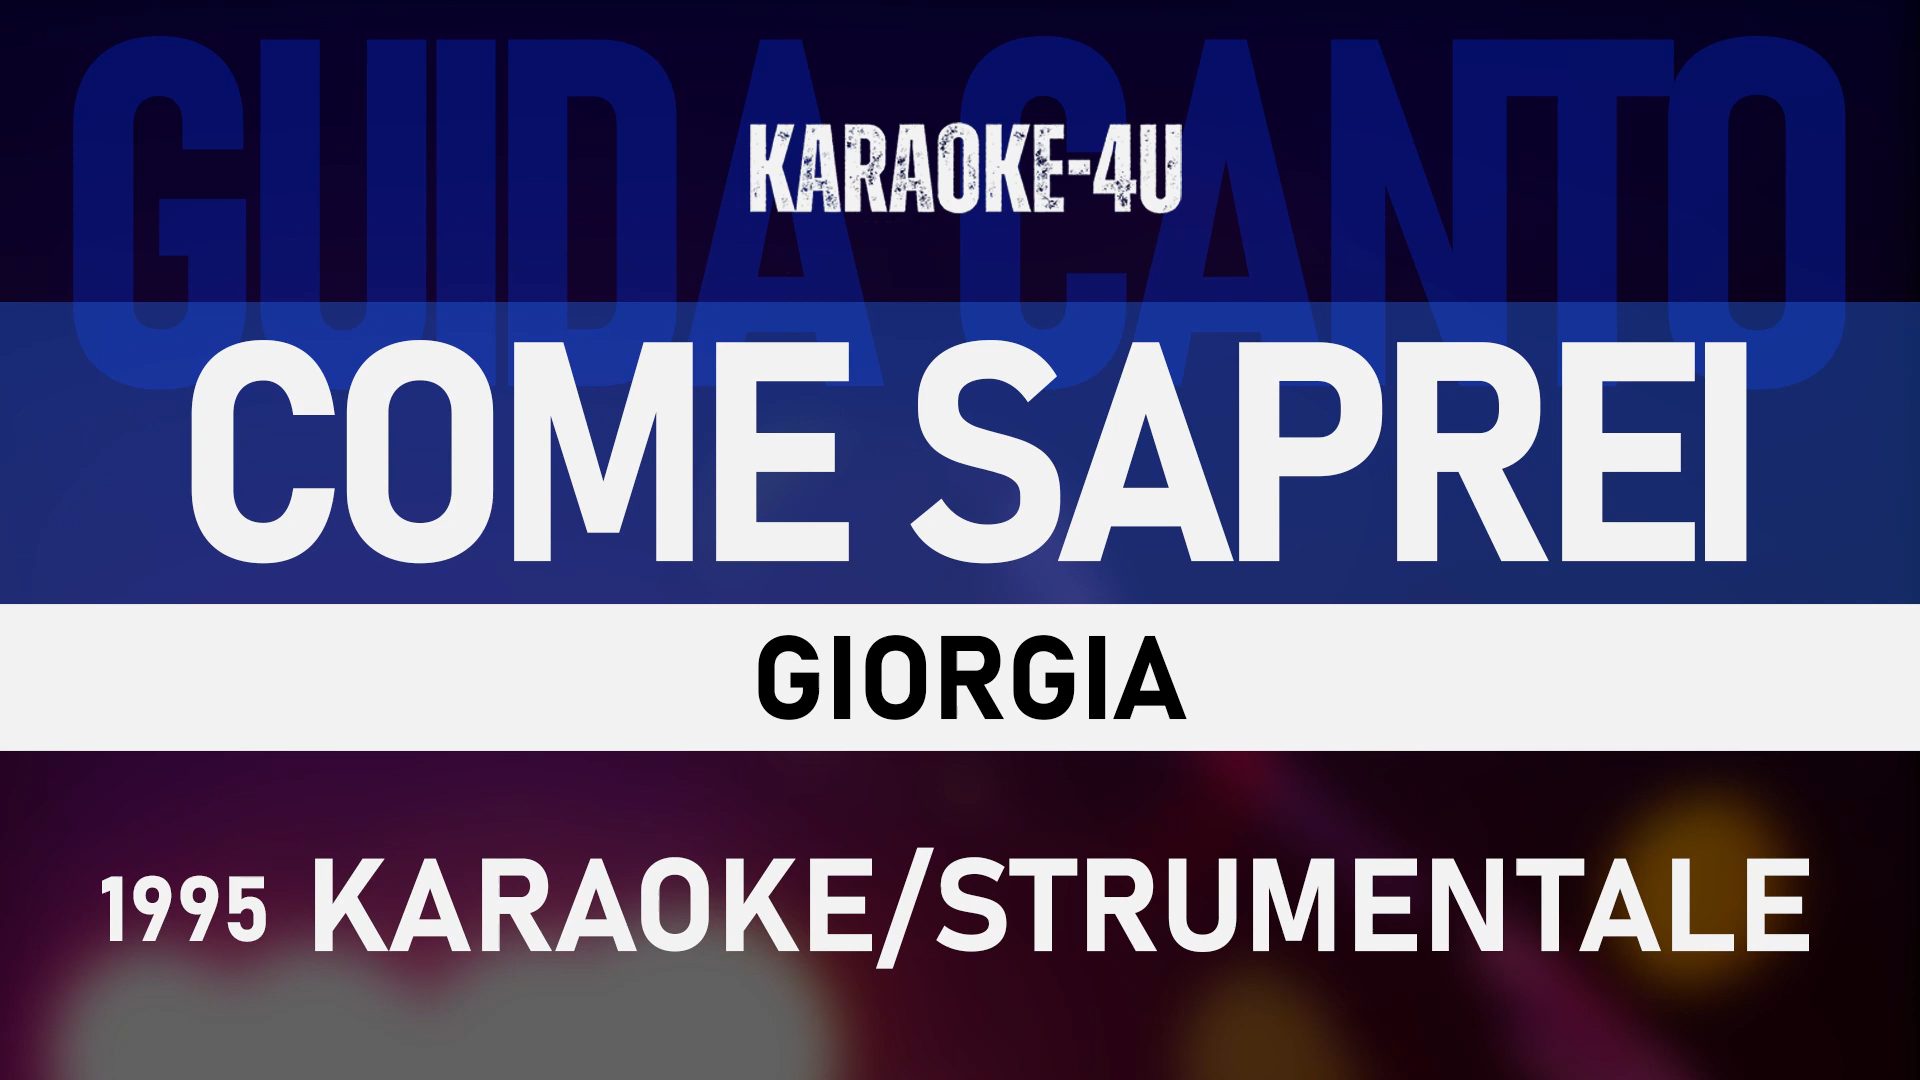 GUIDA CANTO
KARAOKE-4U
COME SAPREI
GIORGIA
1995 KARAOKE/STRUMENTALE